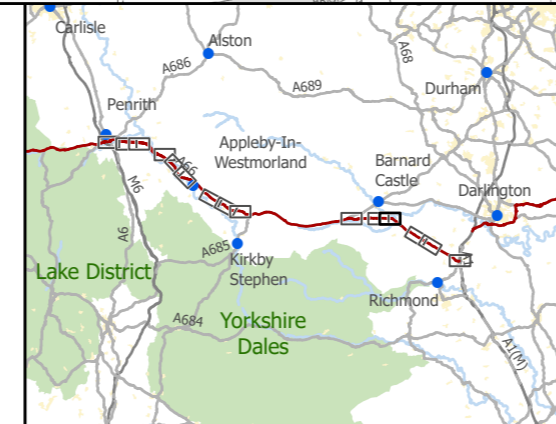 Carlisle
Alston
A686
A68
A689
Durham
Penrith
Appleby-In-
Westmorland
A66
Barnard
Castle
Darlington
M6
A6
A685
Kirkby
Stephen
Lake District
Richmond
A684
Yorkshire
Dales
A1(M)